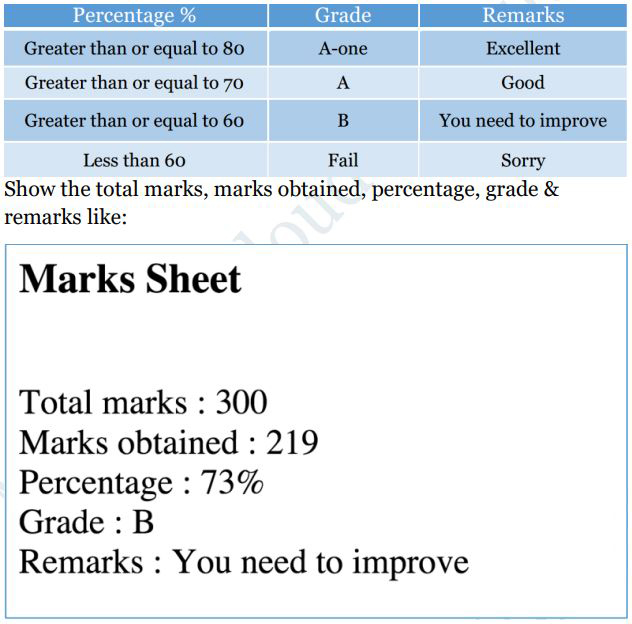 Percentage % Grade Remarks
Greater than or equal to 80 A-one Excellent
Greater than or equal to 70 A Good
Greater than or equal to 60 B You need to improve
Less than 60 Fail Sorry
Show the total marks, marks obtained, percentage, grade &
remarks like:
Marks Sheet
Total marks : 300
Marks obtained : 219
Percentage : 73%
Grade : B
Remarks : You need to improve